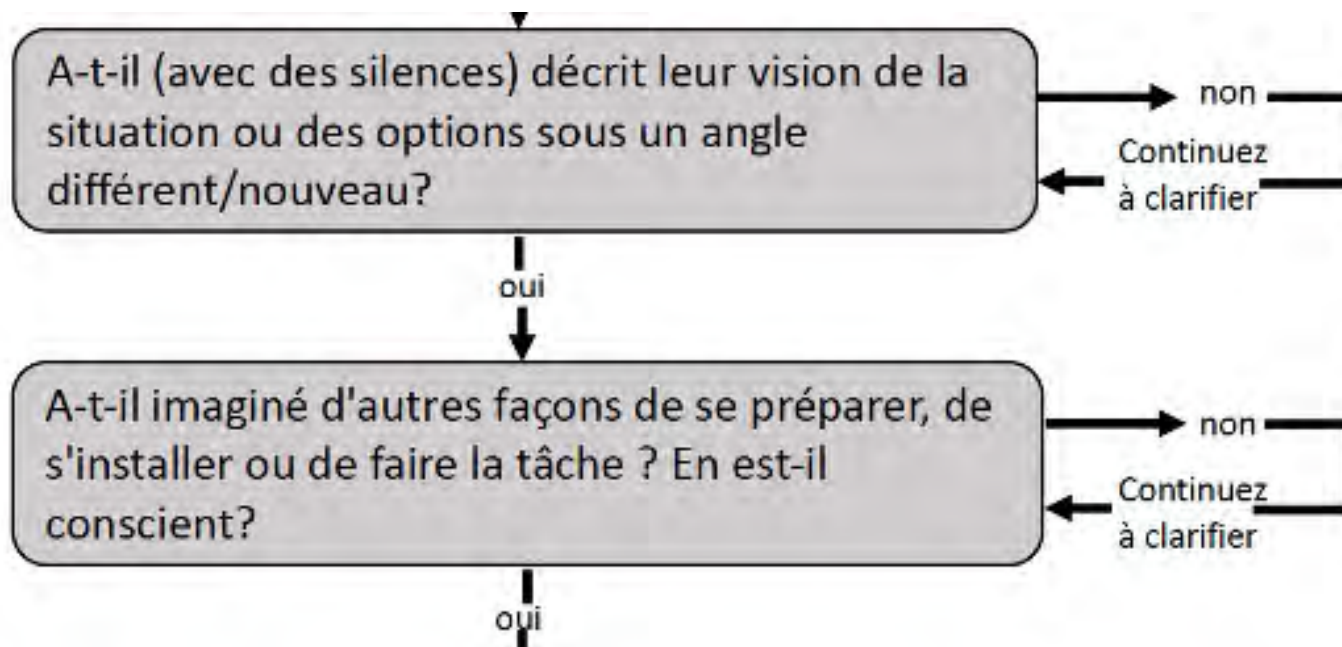 A-t-il (avec des silences) décrit leur vision de la
situation ou des options sous un angle
différent/nouveau?
non
Continuez
à clarifier
oui
A-t-il imaginé d'autres façons de se préparer, de
s'installer ou de faire la tâche ? En est-il
conscient?
non
Continuez
à clarifier
oui